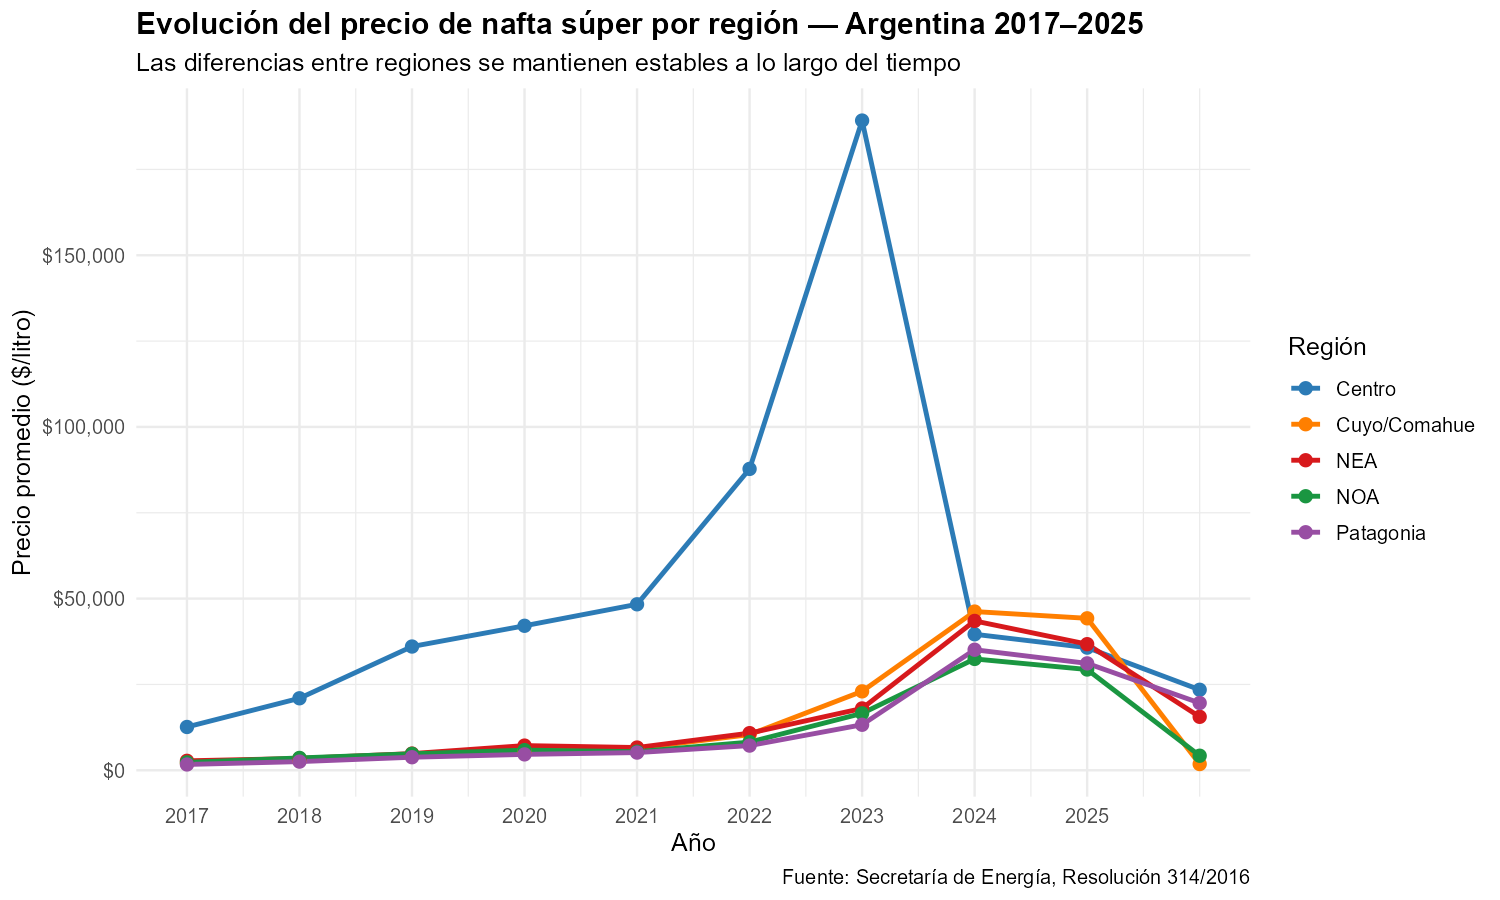 Evolución del precio de nafta súper por región — Argentina 2017–2025
Las diferencias entre regiones se mantienen estables a lo largo del tiempo
Precio promedio ($/litro)
$150,000
$100,000
$50,000
$0
2017 2018 2019 2020 2021 2022 2023 2024 2025
Año
Región
Centro
Cuyo/Comahue
NEA
NOA
Patagonia
Fuente: Secretaría de Energía, Resolución 314/2016